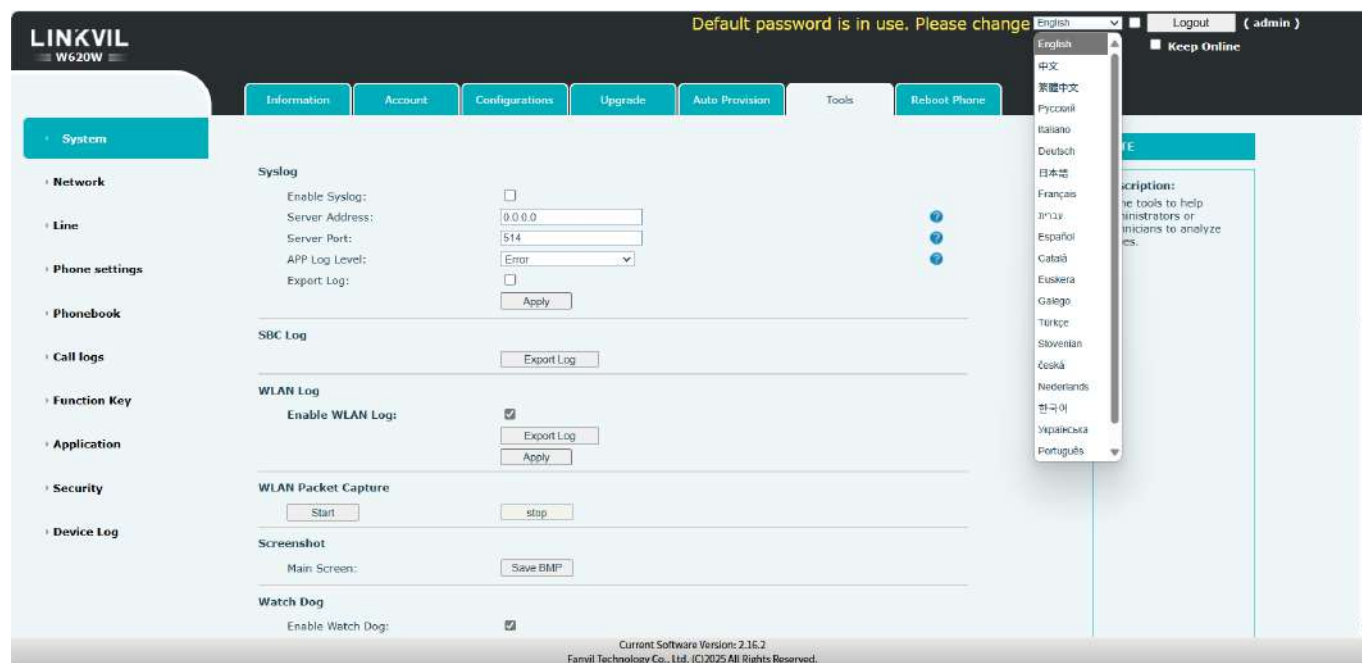 LINKVIL
W620W
Default password is in use. Please change
English
Logout
( admin )
Keep Online
English
中文
繁體中文
Русский
Italiano
Deutsch
日本語
Français
עברית
Español
Català
Euskera
Galego
Türkçe
Slovenian
česká
Nederlands
한국어
Українська
Português
Information
Account
Configurations
Upgrade
Auto Provision
Tools
Reboot Phone
System
Network
Line
Phone settings
Phonebook
Call logs
Function Key
Application
Security
Device Log
Syslog
Enable Syslog:
Server Address: 0.0.0.0
Server Port: 514
APP Log Level: Error
Export Log:
Apply
SBC Log
Export Log
WLAN Log
Enable WLAN Log:
Export Log
Apply
WLAN Packet Capture
Start stop
Screenshot
Main Screen: Save BMP
Watch Dog
Enable Watch Dog:
TE
scription:
tools to help
or
to analyze
Current Software Version: 2.16.2
Fanvil Technology Co., Ltd. (C)2025 All Rights Reserved.